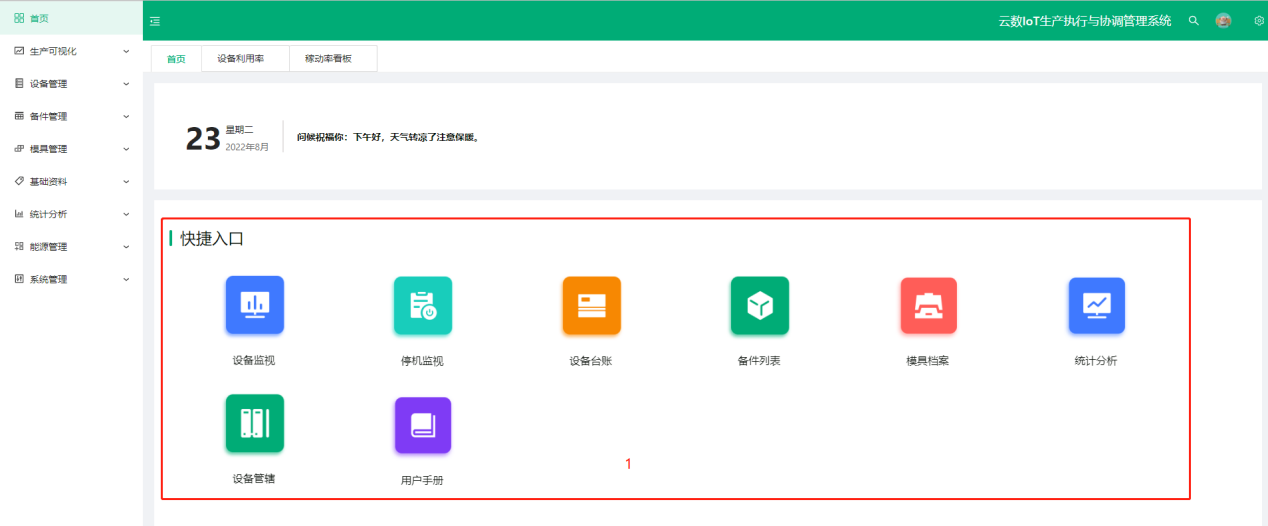 首页
云数IoT生产执行与协调管理系统
生产可视化
设备管理
备件管理
模具管理
基础资料
统计分析
能源管理
系统管理
首页 设备利用率 稼动率看板
23 星期二
2022年8月
问候祝福你：下午好，天气转凉了注意保暖。
快捷入口
设备监视 停机监视 设备台账 备件列表 模具档案 统计分析
设备管辖 用户手册
1